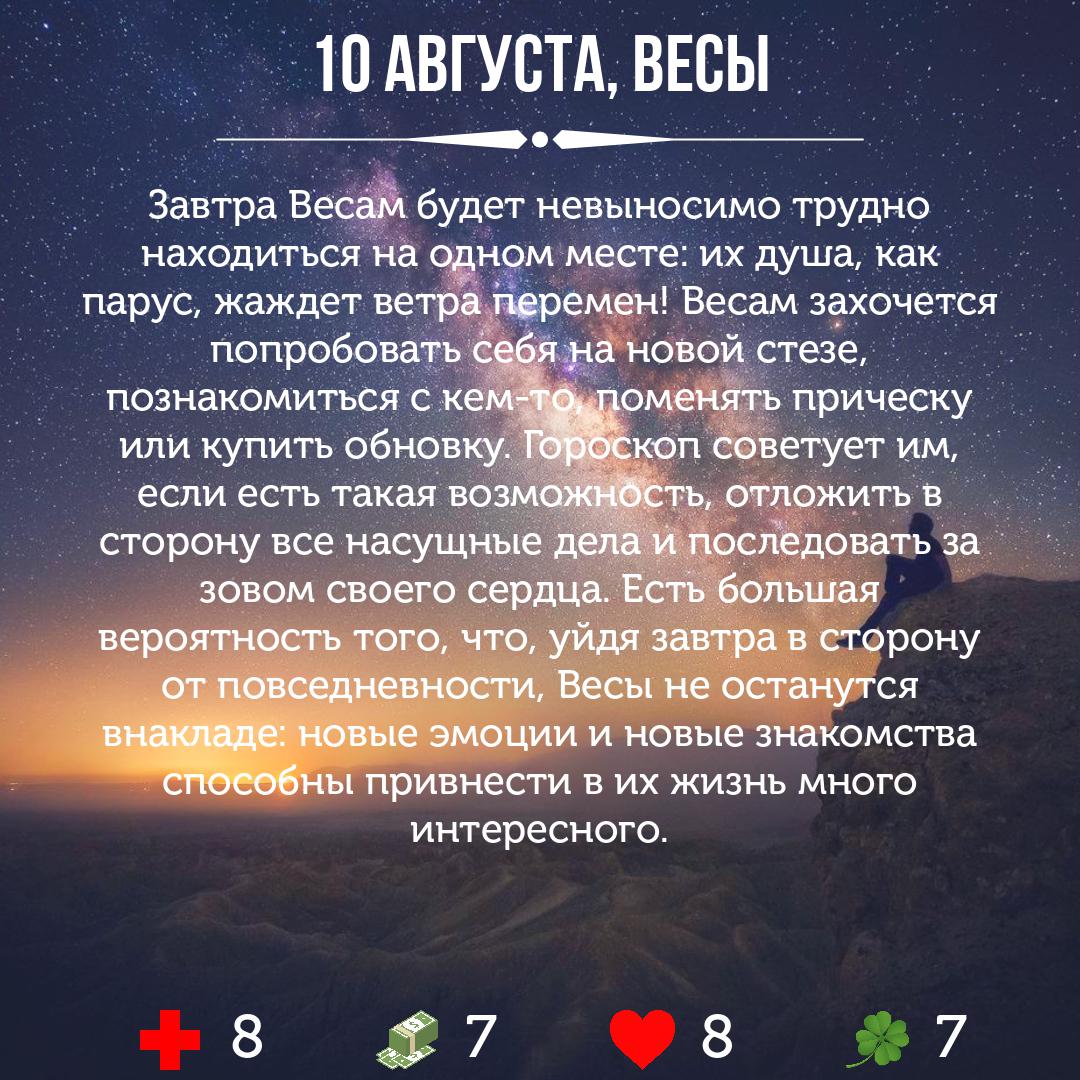 10 АВГУСТА, ВЕСЫ
Завтра Весам будет невыносимо трудно
находиться на одном месте: их душа, как
парус, жаждет ветра перемен! Весам захочется
попробовать себя на новой стезе,
познакомиться с кем-то, поменять прическу
или купить обновку. Гороскоп советует им,
если есть такая возможность, отложить в
сторону все насущные дела и последовать за
зовом своего сердца. Есть большая
вероятность того, что, уйдя завтра в сторону
от повседневности, Весы не останутся
внакладе: новые эмоции и новые знакомства
способны привнести в их жизнь много
интересного.
8 7 8 7